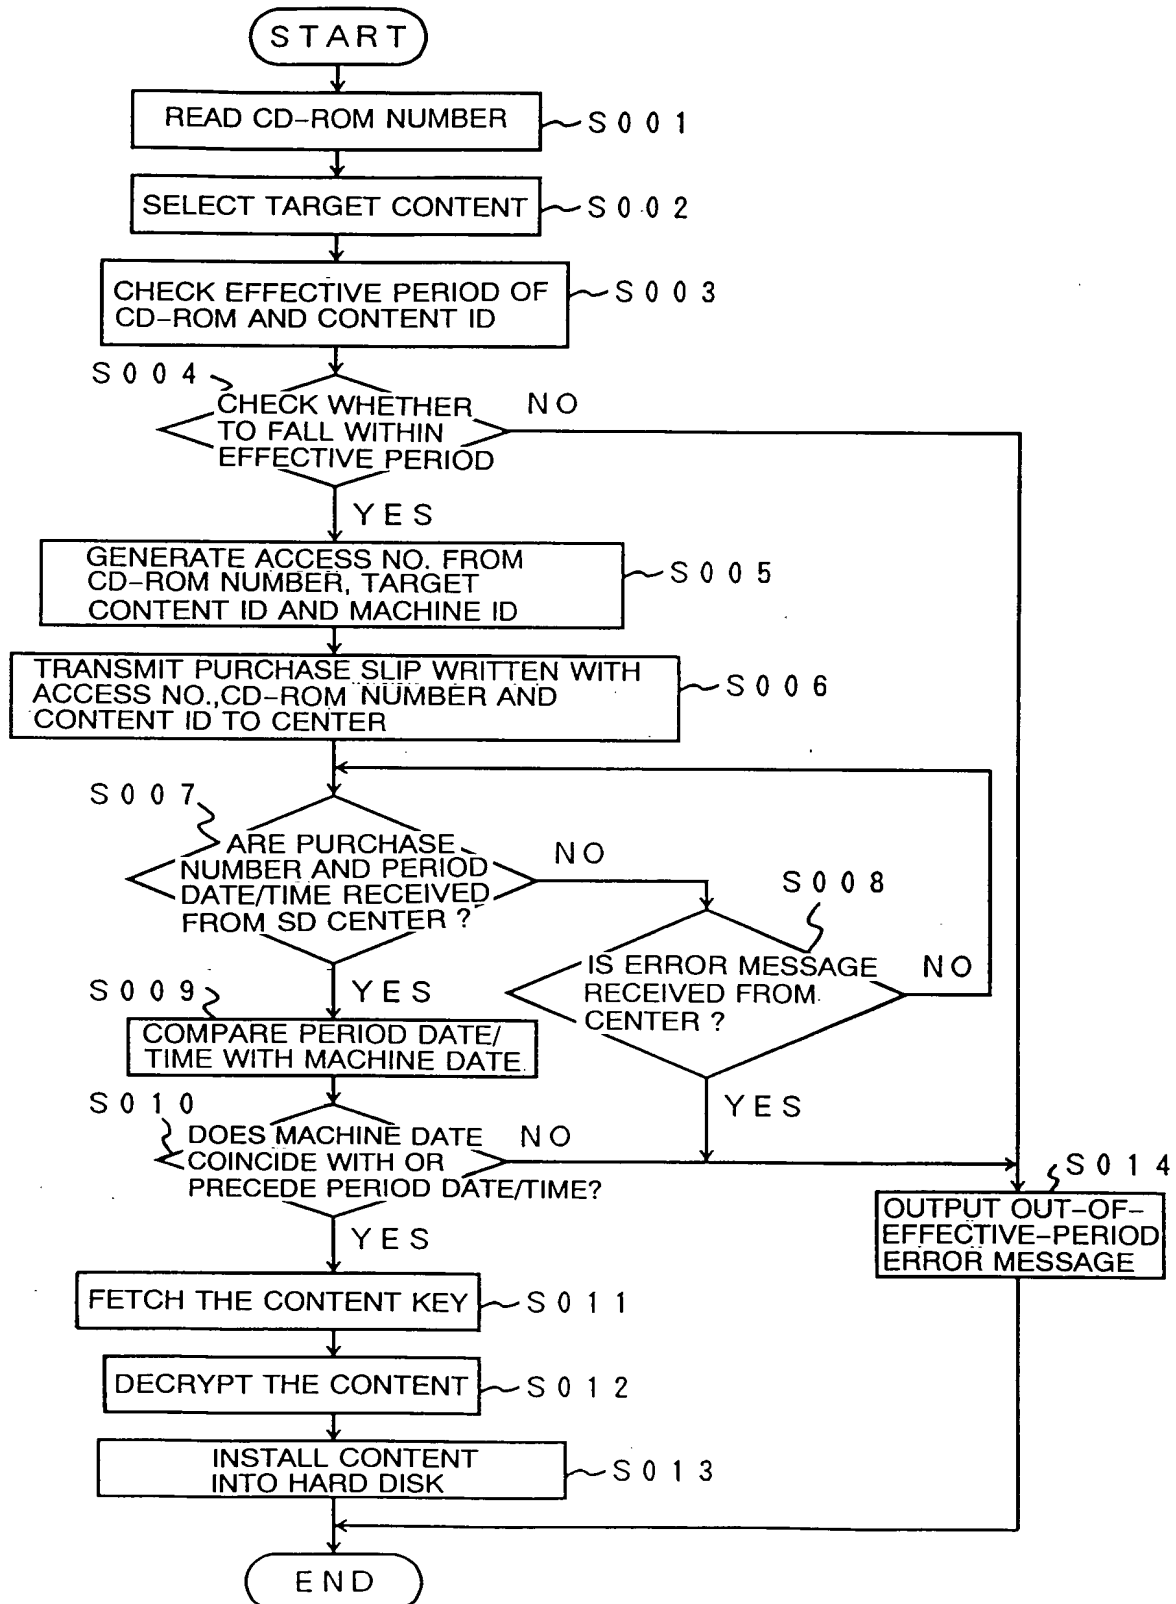 START
READ CD-ROM NUMBER
S001
SELECT TARGET CONTENT
S002
CHECK EFFECTIVE PERIOD OF
CD-ROM AND CONTENT ID
S003
S004
CHECK WHETHER
TO FALL WITHIN
EFFECTIVE PERIOD
NO
YES
GENERATE ACCESS NO. FROM
CD-ROM NUMBER, TARGET
CONTENT ID AND MACHINE ID
S005
TRANSMIT PURCHASE SLIP WRITTEN WITH
ACCESS NO.,CD-ROM NUMBER AND
CONTENT ID TO CENTER
S006
S007
ARE PURCHASE
NUMBER AND PERIOD
DATE/TIME RECEIVED
FROM SD CENTER ?
NO
S008
IS ERROR MESSAGE
RECEIVED FROM
CENTER ?
NO
YES
YES
S009
COMPARE PERIOD DATE/
TIME WITH MACHINE DATE
S010
DOES MACHINE DATE
COINCIDE WITH OR
PRECEDE PERIOD DATE/TIME?
NO
YES
S014
OUTPUT OUT-OF-
EFFECTIVE-PERIOD
ERROR MESSAGE
FETCH THE CONTENT KEY
S011
DECRYPT THE CONTENT
S012
INSTALL CONTENT
INTO HARD DISK
S013
END